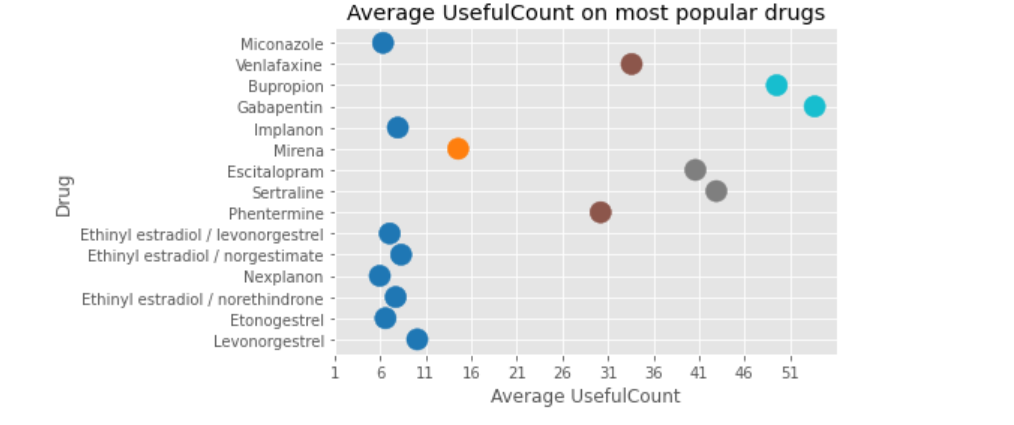 Average UsefulCount on most popular drugs
Drug
Miconazole
Venlafaxine
Bupropion
Gabapentin
Implanon
Mirena
Escitalopram
Sertraline
Phentermine
Ethinyl estradiol / levonorgestrel
Ethinyl estradiol / norgestimate
Nexplanon
Ethinyl estradiol / norethindrone
Etonogestrel
Levonorgestrel
1 6 11 16 21 26 31 36 41 46 51
Average UsefulCount